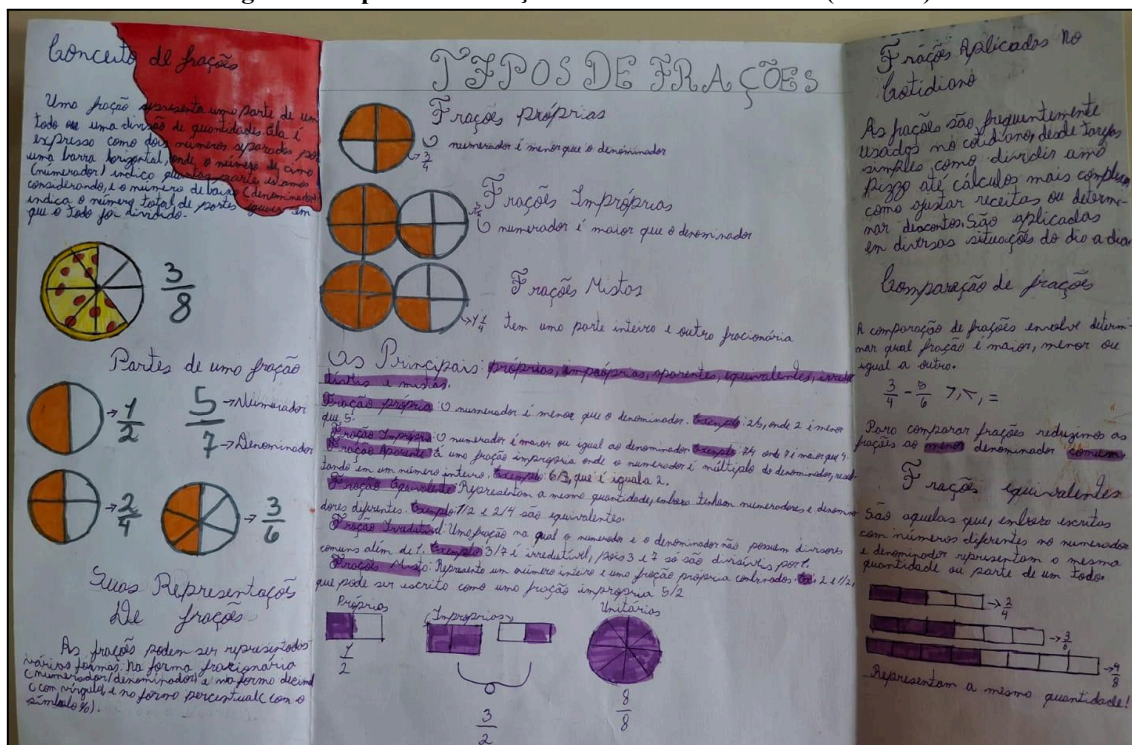 Conceito de frações
Uma fração representa uma parte de um
todo ou uma divisão de quantidades. Ela é
expressa como dois números separados por
uma barra horizontal, onde o número de cima
(numerador) indica quantas partes estamos
considerando, e o número de baixo (denominador)
indica o número total de partes iguais em
que o todo foi dividido.
3/8
Partes de uma fração
1/2
5 → Numerador
7 → Denominador
2/4
3/6
Suas Representações
De frações
As frações podem ser representadas
várias formas: Na forma fracionária
(numerador/denominador) e na forma decimal
(com vírgula) e na forma percentual (com o
símbolo %).
TIPOS DE FRAÇÕES
Frações próprias
O
numerador é menor que o denominador
3/4
Frações Impróprias
O numerador é maior que o denominador
Frações Mistas
1 1/4
tem uma parte inteira e outra fracionária
Os Principais: próprias, impróprias, aparentes, equivalentes, irredu
tíveis e mistas.
Fração própria: O numerador é menor que o denominador. Exemplo: 2/5, onde 2 é menor
que 5.
Fração Imprópria: O numerador é maior ou igual ao denominador. Exemplo: onde é maior que 4.
Fração Aparente: É uma fração imprópria onde o numerador é múltiplo do denominador, resul-
tando em um número inteiro. Exemplo: 6/3, que é igual a 2.
Fração Equivalente: Representam a mesma quantidade, embora tenham numeradores e denomina
dores diferentes. Exemplo: 1/2 e 2/4 são equivalentes.
Fração Irredutível: Uma fração na qual o numerador e o denominador não possuem divisores
comuns além de 1. Exemplo: 3/7 é irredutível, pois 3 e 7 só são divisíveis por 1.
Frações Mista: Representa um número inteiro e uma fração própria combinados. Ex, 2 e 1/2,
que pode ser escrito como uma fração imprópria 5/2
Próprias
1/2
Impróprias
3/2
Unitárias
8/8
Frações Aplicadas No
Cotidiano
As frações são frequentemente
usadas no cotidiano, desde tarefas
simples como dividir uma
pizza até cálculos mais complexos
como ajustar receitas ou determi-
nar descontos. São aplicadas
em diversas situações do dia a dia.
Comparação de frações
A comparação de frações envolve determi-
nar qual fração é maior, menor ou
igual a outra.
3/4 - 5/6 >, <, =
Para comparar frações reduzimos as
frações ao menor denominador comum.
Frações equivalentes
São aquelas que, embora escritas
com números diferentes no numerador
e denominador representam a mesma
quantidade ou parte de um todo.
2/4
3/6
4/8
Representam a mesma quantidade!